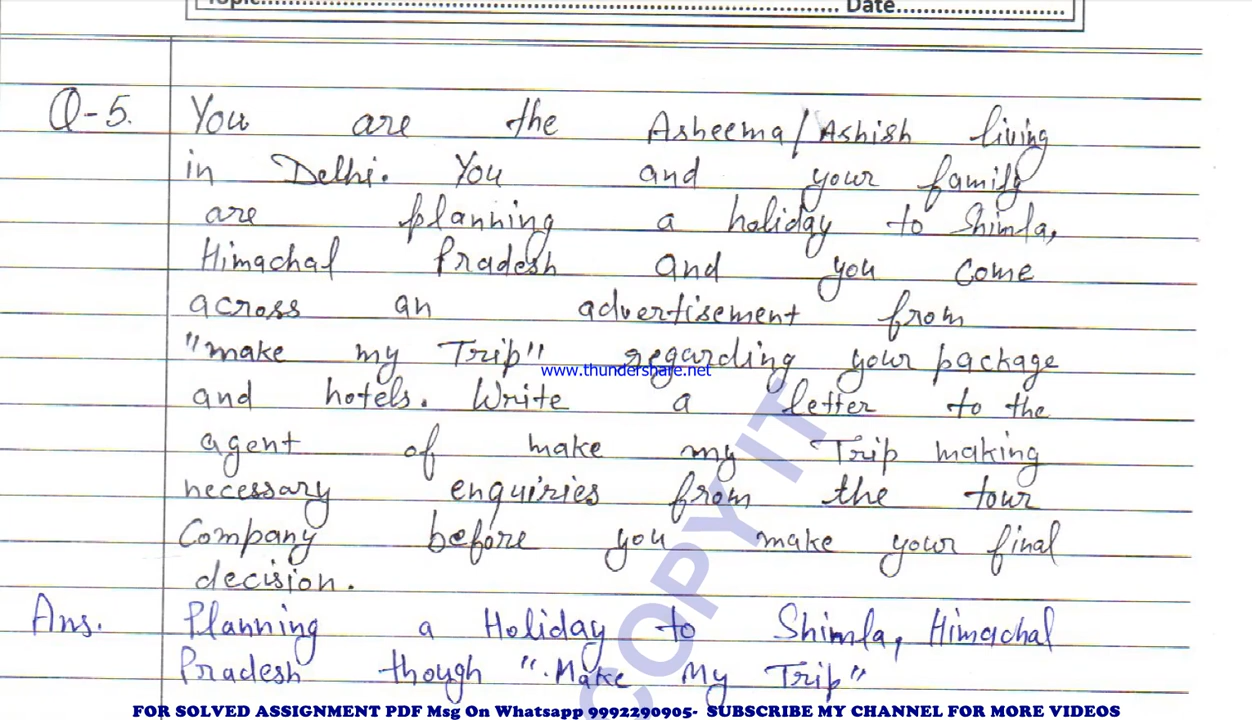 Topic........................ Date........................
Q-5. You are the Asheema/Ashish living
in Delhi. You and your family
are planning a holiday to Shimla,
Himachal Pradesh and you come
across an advertisement from
"make my Trip" regarding your package
www.thundershare.net
and hotels. Write a letter to the
agent of make my Trip making
necessary enquiries from the tour
Company before you make your final
decision.
Ans. Planning a Holiday to Shimla, Himachal
Pradesh though "Make My Trip"
COPY IT
FOR SOLVED ASSIGNMENT PDF Msg On Whatsapp 9992290905- SUBSCRIBE MY CHANNEL FOR MORE VIDEOS